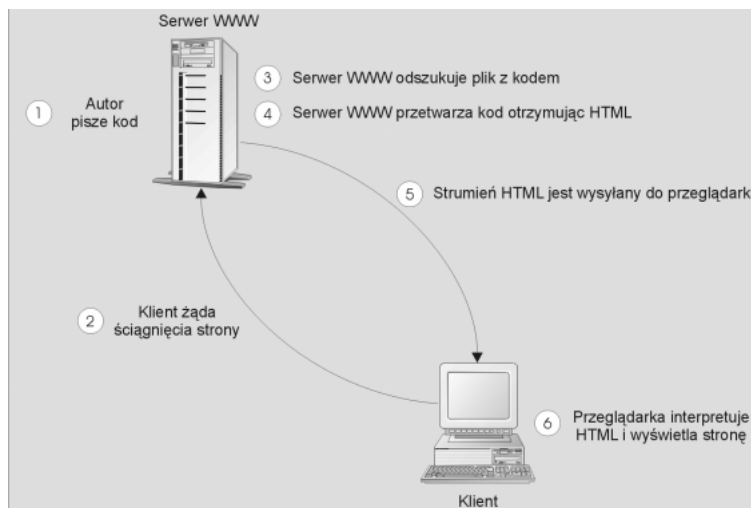 Serwer WWW
1 Autor
pisze kod
3 Serwer WWW odszukuje plik z kodem
4 Serwer WWW przetwarza kod otrzymując HTML
5 Strumień HTML jest wysyłany do przeglądark
2 Klient żąda
ściągnięcia strony
6 Przeglądarka interpretuje
HTML i wyświetla stronę
Klient